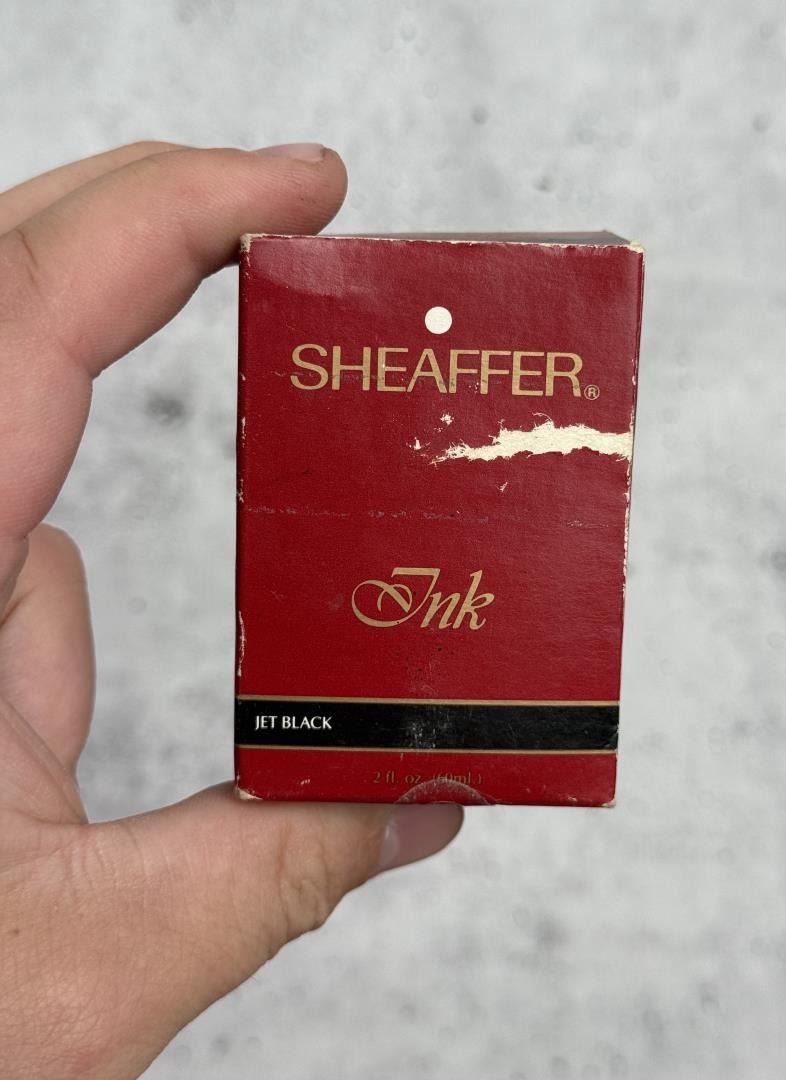 SHEAFFER®
Ink
JET BLACK
2 fl. oz. (60ml.)